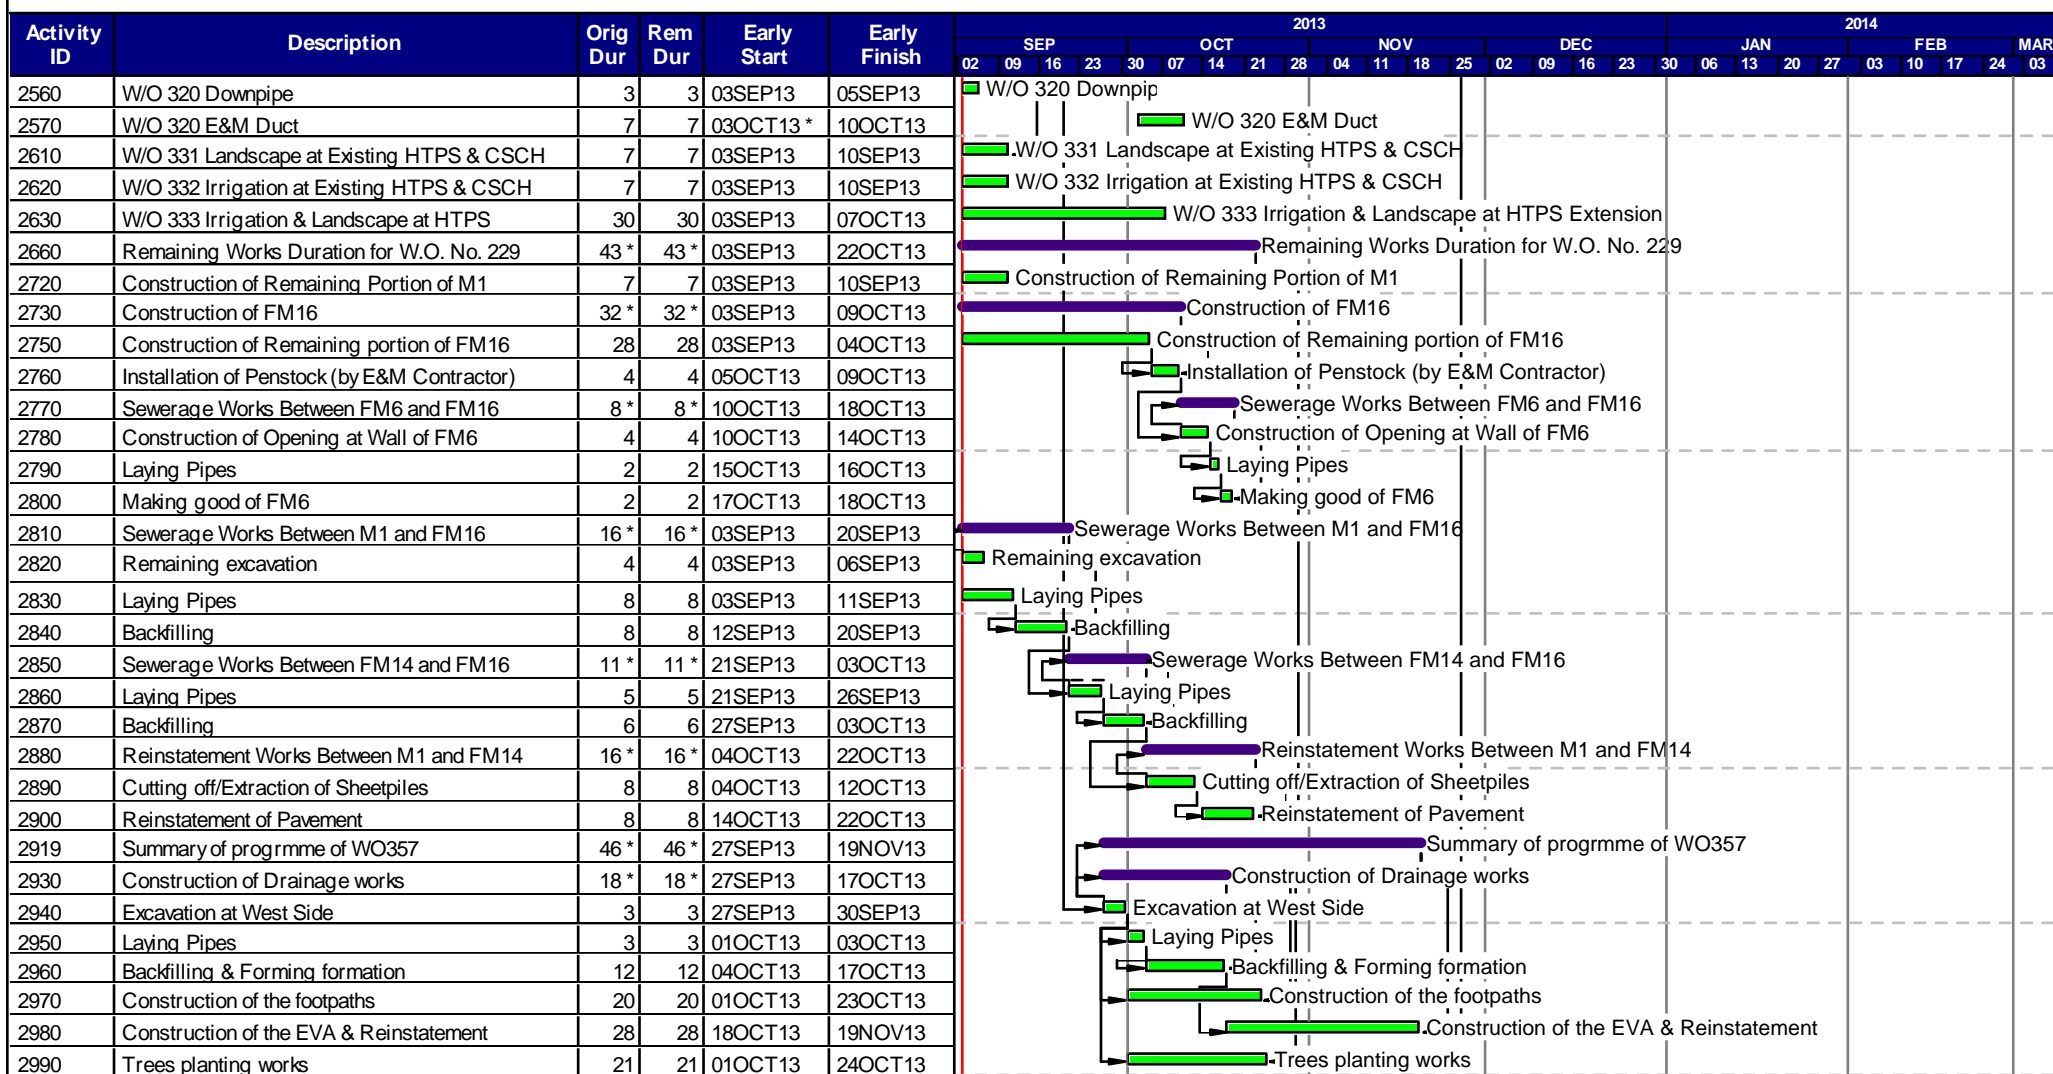 Activity ID Description Orig Dur Rem Dur Early Start Early Finish 2013 2014
SEP OCT NOV DEC JAN FEB MAR
02 09 16 23 30 07 14 21 28 04 11 18 25 02 09 16 23 30 06 13 20 27 03 10 17 24 03
2560 W/O 320 Downpipe 3 3 03SEP13 05SEP13 W/O 320 Downpip
2570 W/O 320 E&M Duct 7 7 03OCT13 * 10OCT13 W/O 320 E&M Duct
2610 W/O 331 Landscape at Existing HTPS & CSCH 7 7 03SEP13 10SEP13 W/O 331 Landscape at Existing HTPS & CSCH
2620 W/O 332 Irrigation at Existing HTPS & CSCH 7 7 03SEP13 10SEP13 W/O 332 Irrigation at Existing HTPS & CSCH
2630 W/O 333 Irrigation & Landscape at HTPS 30 30 03SEP13 07OCT13 W/O 333 Irrigation & Landscape at HTPS Extension
2660 Remaining Works Duration for W.O. No. 229 43 * 43 * 03SEP13 22OCT13 Remaining Works Duration for W.O. No. 229
2720 Construction of Remaining Portion of M1 7 7 03SEP13 10SEP13 Construction of Remaining Portion of M1
2730 Construction of FM16 32 * 32 * 03SEP13 09OCT13 Construction of FM16
2750 Construction of Remaining portion of FM16 28 28 03SEP13 04OCT13 Construction of Remaining portion of FM16
2760 Installation of Penstock (by E&M Contractor) 4 4 05OCT13 09OCT13 Installation of Penstock (by E&M Contractor)
2770 Sewerage Works Between FM6 and FM16 8 * 8 * 10OCT13 18OCT13 Sewerage Works Between FM6 and FM16
2780 Construction of Opening at Wall of FM6 4 4 10OCT13 14OCT13 Construction of Opening at Wall of FM6
2790 Laying Pipes 2 2 15OCT13 16OCT13 Laying Pipes
2800 Making good of FM6 2 2 17OCT13 18OCT13 Making good of FM6
2810 Sewerage Works Between M1 and FM16 16 * 16 * 03SEP13 20SEP13 Sewerage Works Between M1 and FM16
2820 Remaining excavation 4 4 03SEP13 06SEP13 Remaining excavation
2830 Laying Pipes 8 8 03SEP13 11SEP13 Laying Pipes
2840 Backfilling 8 8 12SEP13 20SEP13 Backfilling
2850 Sewerage Works Between FM14 and FM16 11 * 11 * 21SEP13 03OCT13 Sewerage Works Between FM14 and FM16
2860 Laying Pipes 5 5 21SEP13 26SEP13 Laying Pipes
2870 Backfilling 6 6 27SEP13 03OCT13 Backfilling
2880 Reinstatement Works Between M1 and FM14 16 * 16 * 04OCT13 22OCT13 Reinstatement Works Between M1 and FM14
2890 Cutting off/Extraction of Sheetpiles 8 8 04OCT13 12OCT13 Cutting off/Extraction of Sheetpiles
2900 Reinstatement of Pavement 8 8 14OCT13 22OCT13 Reinstatement of Pavement
2919 Summary of progrmme of WO357 46 * 46 * 27SEP13 19NOV13 Summary of progrmme of WO357
2930 Construction of Drainage works 18 * 18 * 27SEP13 17OCT13 Construction of Drainage works
2940 Excavation at West Side 3 3 27SEP13 30SEP13 Excavation at West Side
2950 Laying Pipes 3 3 01OCT13 03OCT13 Laying Pipes
2960 Backfilling & Forming formation 12 12 04OCT13 17OCT13 Backfilling & Forming formation
2970 Construction of the footpaths 20 20 01OCT13 23OCT13 Construction of the footpaths
2980 Construction of the EVA & Reinstatement 28 28 18OCT13 19NOV13 Construction of the EVA & Reinstatement
2990 Trees planting works 21 21 01OCT13 24OCT13 Trees planting works